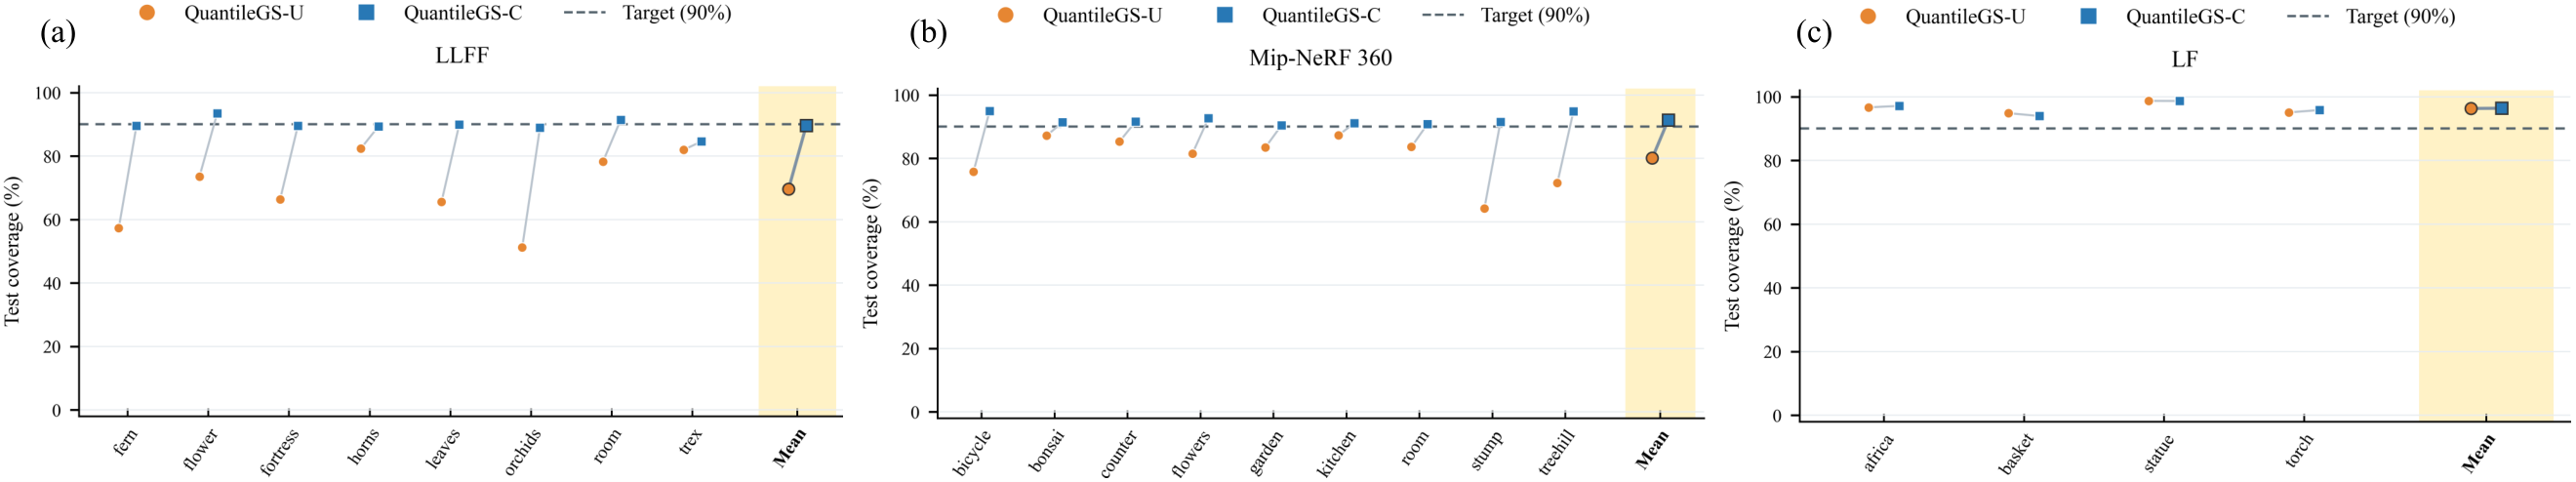 (a)
QuantileGS-U QuantileGS-C Target (90%)
LLFF
Test coverage (%)
100
80
60
40
20
0
fern flower fortress horns leaves orchids room trex Mean
(b)
QuantileGS-U QuantileGS-C Target (90%)
Mip-NeRF 360
Test coverage (%)
100
80
60
40
20
0
bicycle bonsai counter flowers garden kitchen room stump treehill Mean
(c)
QuantileGS-U QuantileGS-C Target (90%)
LF
Test coverage (%)
100
80
60
40
20
0
africa basket statue torch Mean